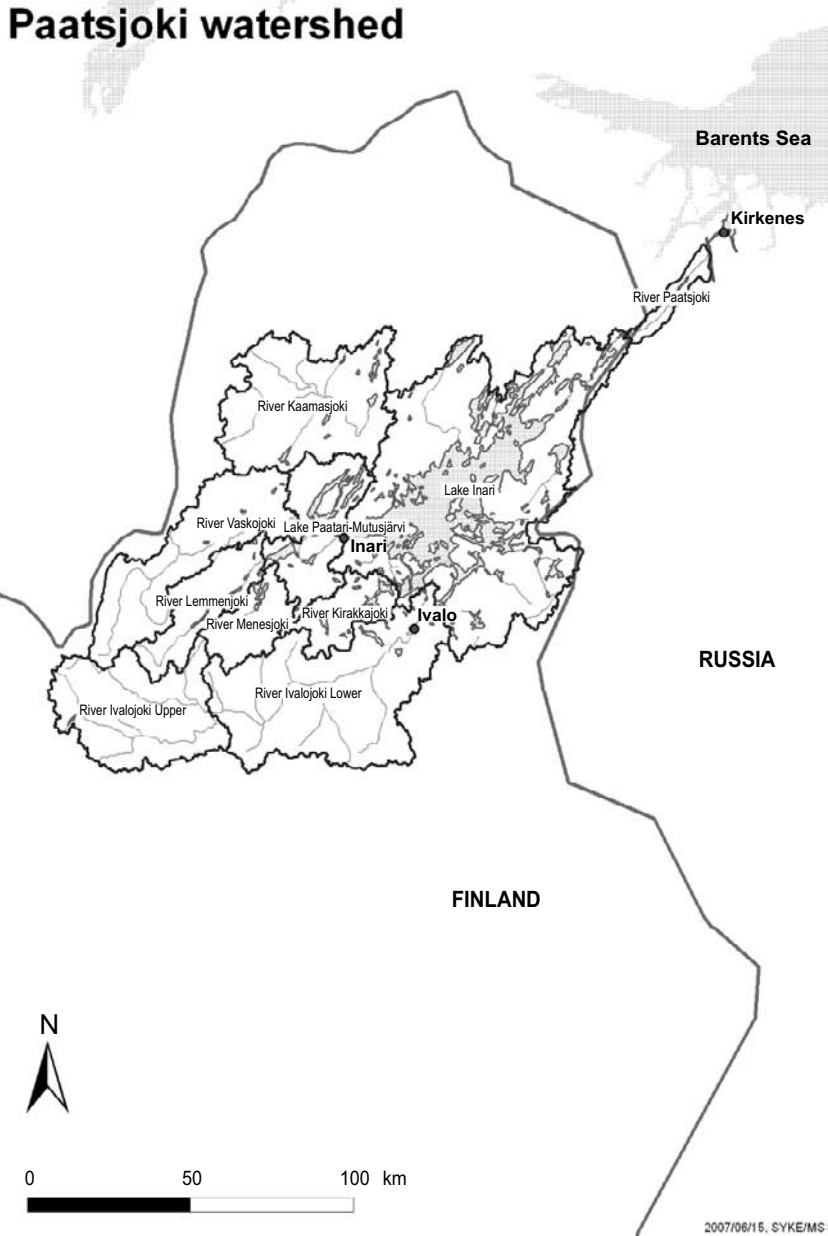 Paatsjoki watershed
Barents Sea
Kirkenes
River Paatsjoki
River Kaamasjoki
Lake Inari
River Vaskojoki
Lake Paatari-Mutusjärvi
Inari
River Lemmenjoki
River Menesjoki
River Kirakkajoki
Ivalo
RUSSIA
River Ivalojoki Lower
River Ivalojoki Upper
FINLAND
N
0 50 100 km
2007/06/15, SYKE/MS